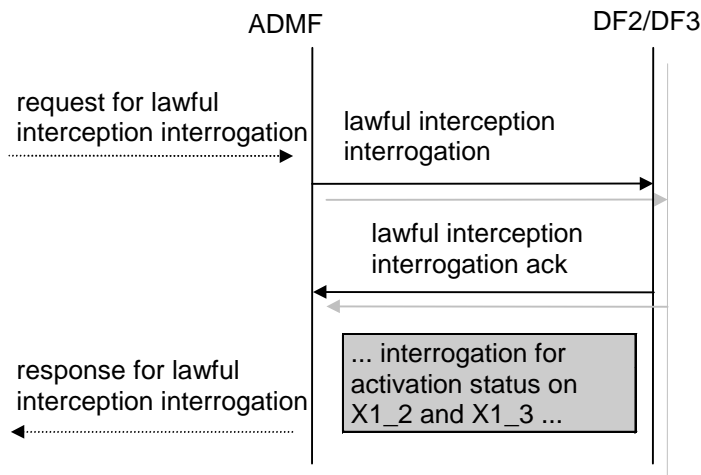 ADMF
DF2/DF3
request for lawful
interception interrogation
lawful interception
interrogation
lawful interception
interrogation ack
... interrogation for
activation status on
X1_2 and X1_3 ...
response for lawful
interception interrogation